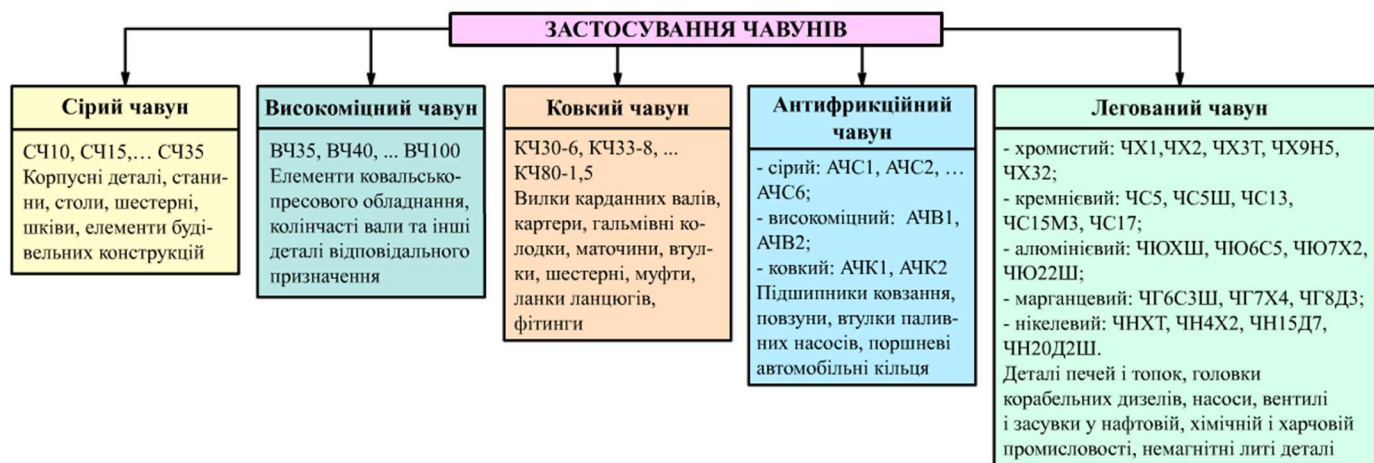 ЗАСТОСУВАННЯ ЧАВУНІВ
Сірий чавун
СЧ10, СЧ15,… СЧ35
Корпусні деталі, стани-
ни, столи, шестерні,
шківи, елементи буді-
вельних конструкцій
Високоміцний чавун
ВЧ35, ВЧ40, ... ВЧ100
Елементи ковальсько-
пресового обладнання,
колінчасті вали та інші
деталі відповідального
призначення
Ковкий чавун
КЧ30-6, КЧ33-8, ...
КЧ80-1,5
Вилки карданних валів,
картери, гальмівні ко-
лодки, маточини, втул-
ки, шестерні, муфти,
ланки ланцюгів,
фітинги
Антифрикційний
чавун
- сірий: АЧС1, АЧС2, …
АЧС6;
- високоміцний: АЧВ1,
АЧВ2;
- ковкий: АЧК1, АЧК2
Підшипники ковзання,
повзуни, втулки палив-
них насосів, поршневі
автомобільні кільця
Легований чавун
- хромистий: ЧХ1,ЧХ2, ЧХ3Т, ЧХ9Н5,
ЧХ32;
- кремнієвий: ЧС5, ЧС5Ш, ЧС13,
ЧС15М3, ЧС17;
- алюмінієвий: ЧЮХШ, ЧЮ6С5, ЧЮ7Х2,
ЧЮ22Ш;
- марганцевий: ЧГ6С3Ш, ЧГ7Х4, ЧГ8Д3;
- нікелевий: ЧНХТ, ЧН4Х2, ЧН15Д7,
ЧН20Д2Ш.
Деталі печей і топок, головки
корабельних дизелів, насоси, вентилі
і засувки у нафтовій, хімічній і харчовій
промисловості, немагнітні литі деталі